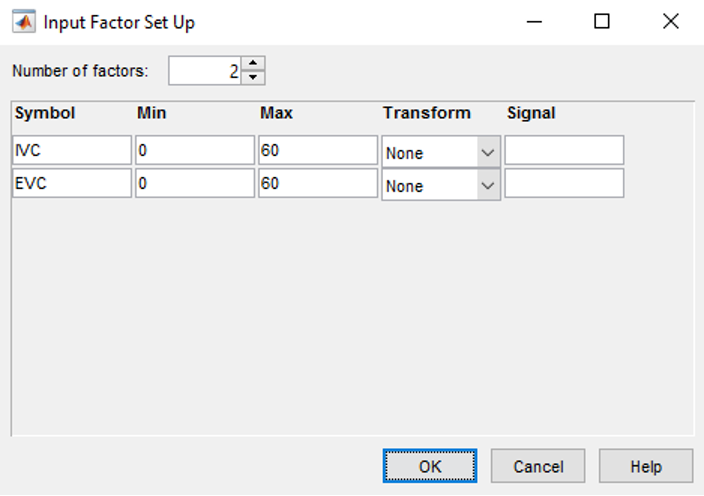 Input Factor Set Up
Number of factors: 2
Symbol Min Max Transform Signal
IVC 0 60 None
EVC 0 60 None
OK Cancel Help